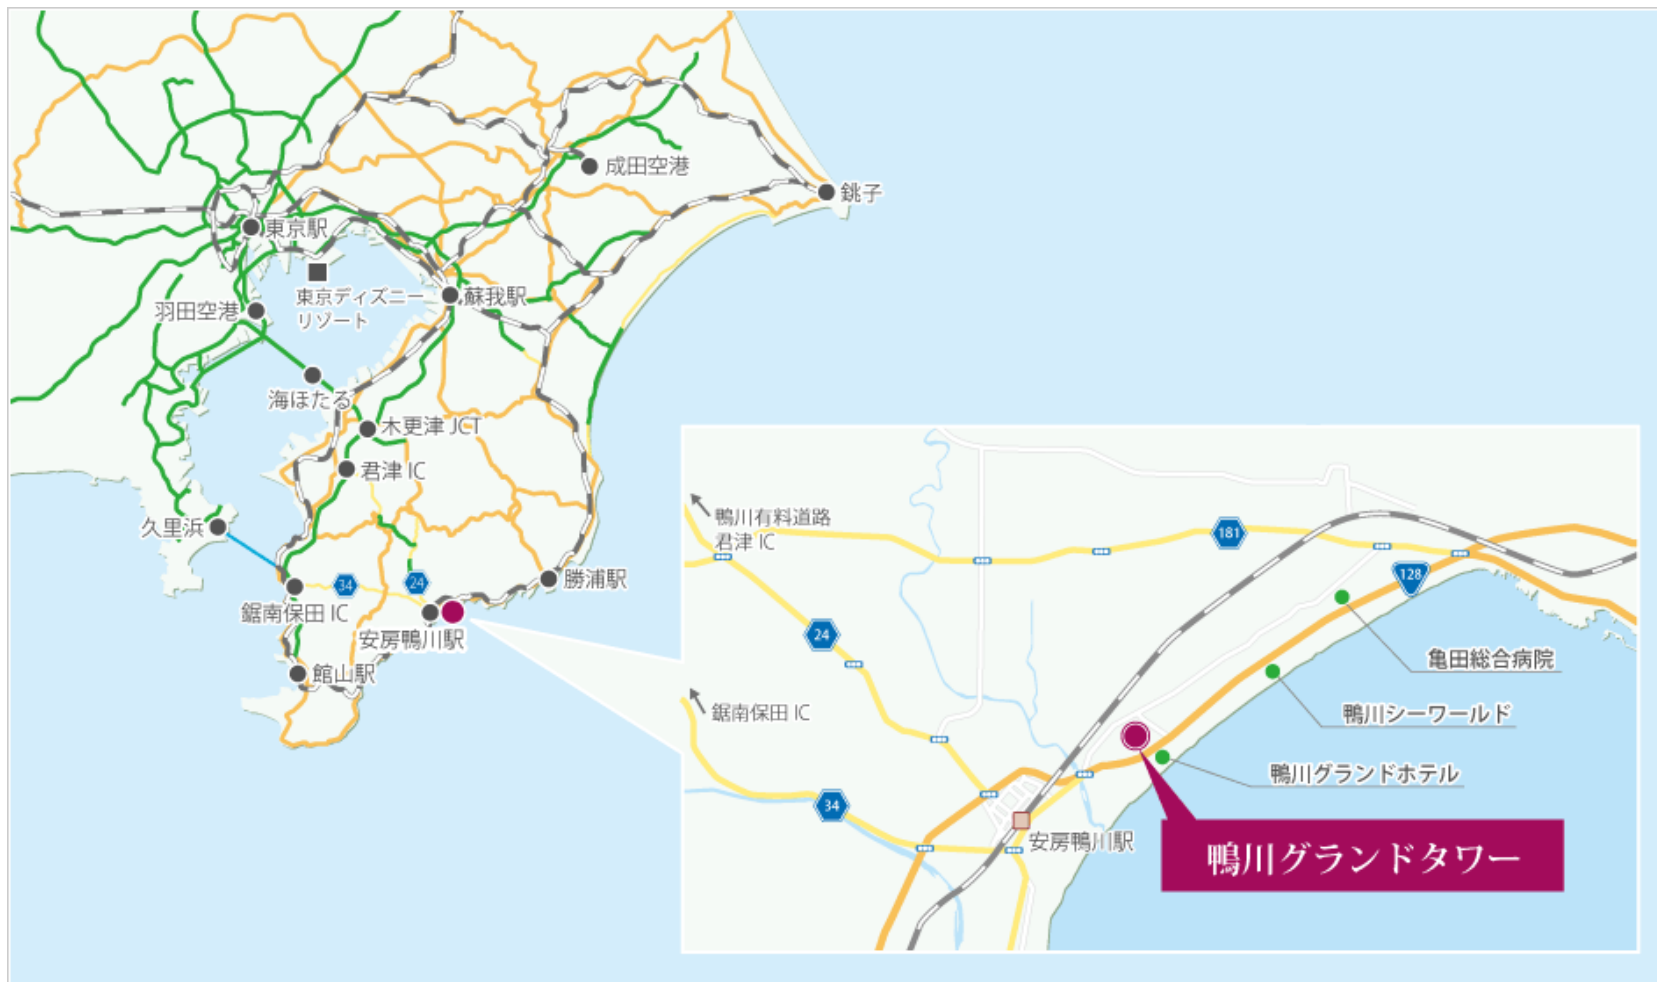 成田空港
銚子
東京駅
東京ディズニー
リゾート
蘇我駅
羽田空港
海ほたる
木更津 JCT
君津 IC
久里浜
鋸南保田 IC
34
24
勝浦駅
安房鴨川駅
館山駅
鴨川有料道路
君津 IC
181
128
24
亀田総合病院
鴨川シーワールド
鋸南保田 IC
鴨川グランドホテル
34
安房鴨川駅
鴨川グランドタワー